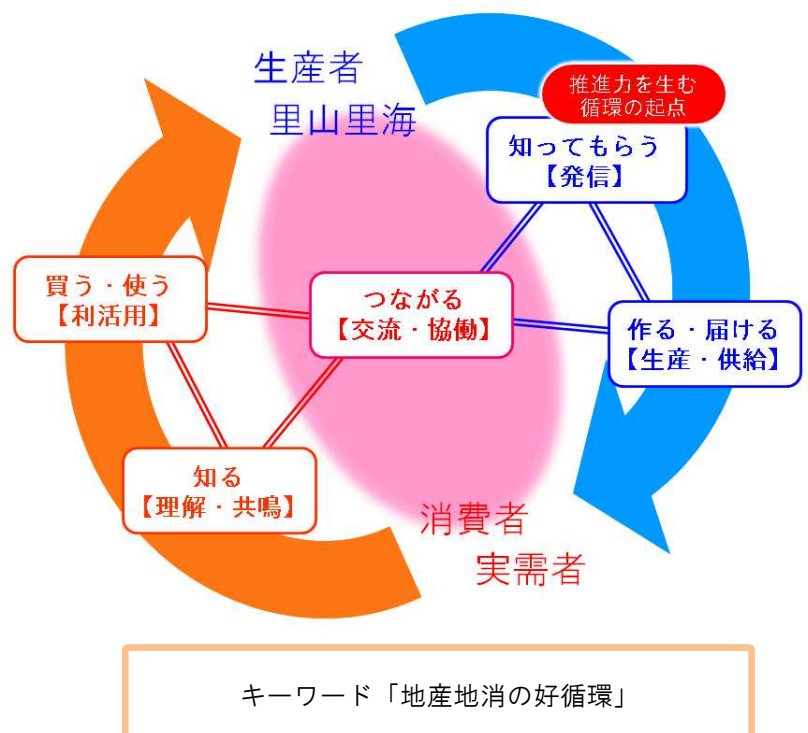 生産者
里山里海
推進力を生む
循環の起点
知ってもらう
【発信】
買う・使う
【利活用】
つながる
【交流・協働】
作る・届ける
【生産・供給】
知る
【理解・共鳴】
消費者
実需者
キーワード「地産地消の好循環」